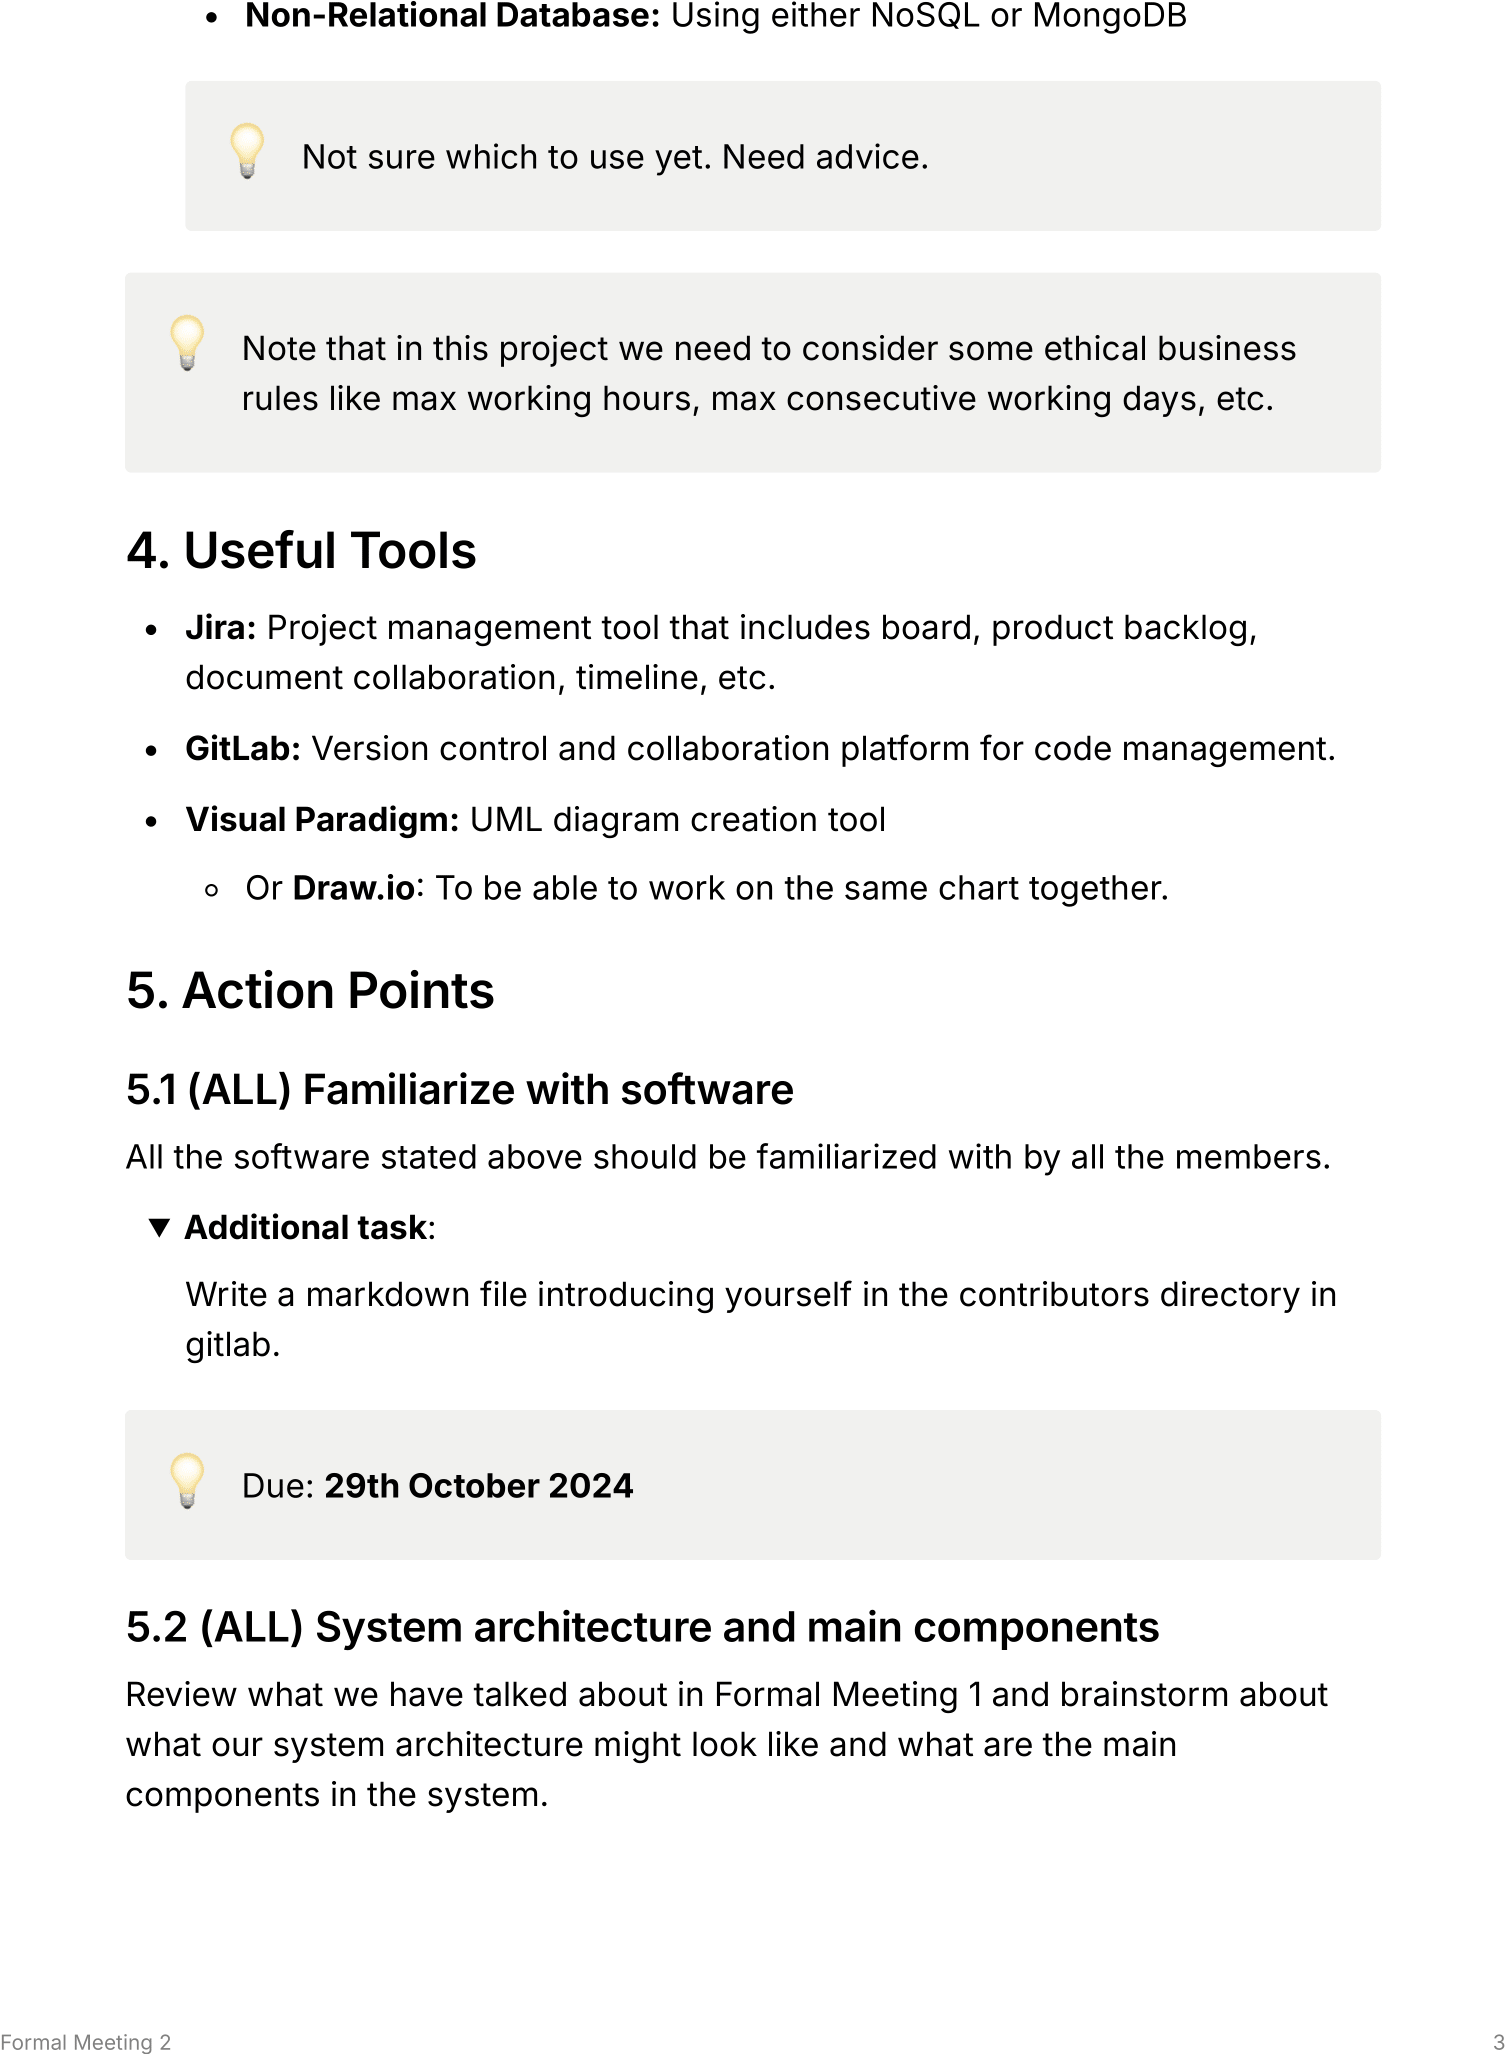 • Non-Relational Database: Using either NoSQL or MongoDB
Not sure which to use yet. Need advice.
Note that in this project we need to consider some ethical business
rules like max working hours, max consecutive working days, etc.
4. Useful Tools
• Jira: Project management tool that includes board, product backlog,
document collaboration, timeline, etc.
• GitLab: Version control and collaboration platform for code management.
• Visual Paradigm: UML diagram creation tool
◦ Or Draw.io: To be able to work on the same chart together.
5. Action Points
5.1 (ALL) Familiarize with software
All the software stated above should be familiarized with by all the members.
▼ Additional task:
Write a markdown file introducing yourself in the contributors directory in
gitlab.
Due: 29th October 2024
5.2 (ALL) System architecture and main components
Review what we have talked about in Formal Meeting 1 and brainstorm about
what our system architecture might look like and what are the main
components in the system.
Formal Meeting 2
3